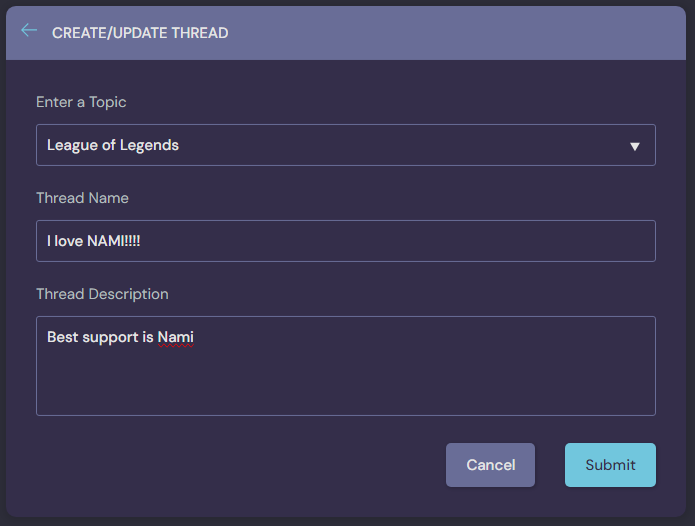 CREATE/UPDATE THREAD
Enter a Topic
League of Legends
Thread Name
I love NAMI!!!!
Thread Description
Best support is Nami
Cancel Submit